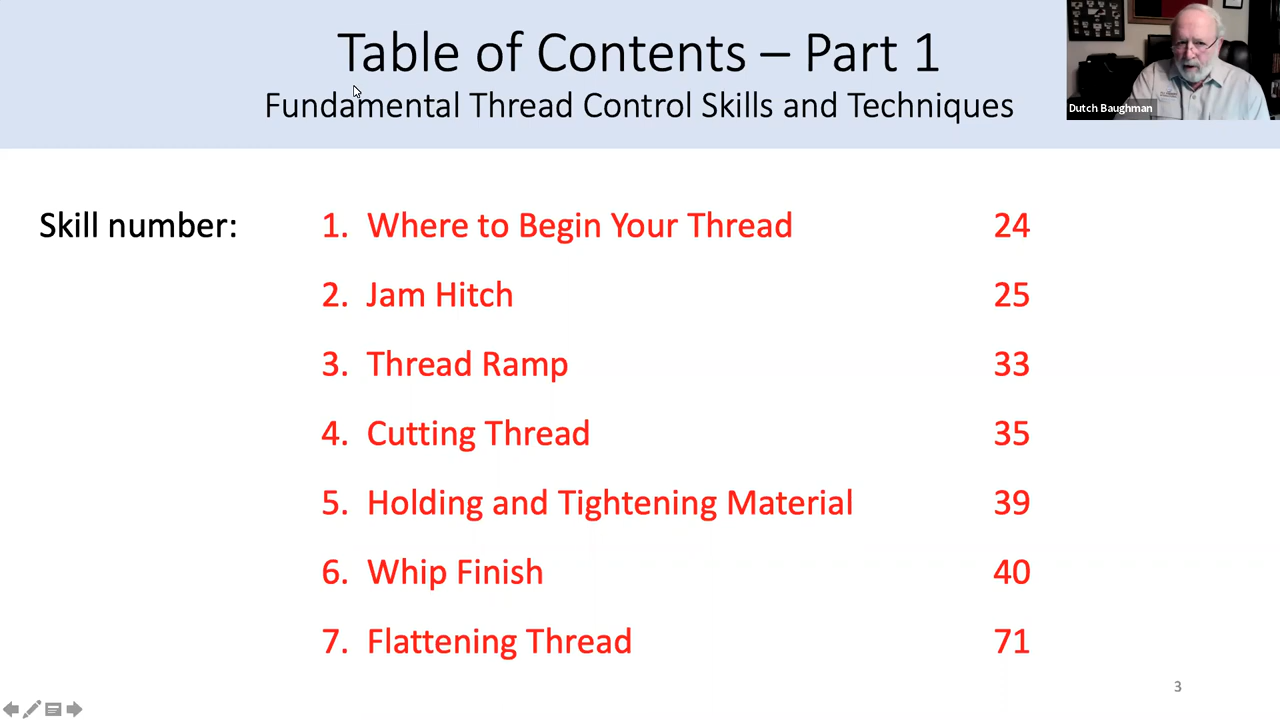 Table of Contents – Part 1
Fundamental Thread Control Skills and Techniques
Dutch Baughman
Skill number: 1. Where to Begin Your Thread 24
2. Jam Hitch 25
3. Thread Ramp 33
4. Cutting Thread 35
5. Holding and Tightening Material 39
6. Whip Finish 40
7. Flattening Thread 71
3